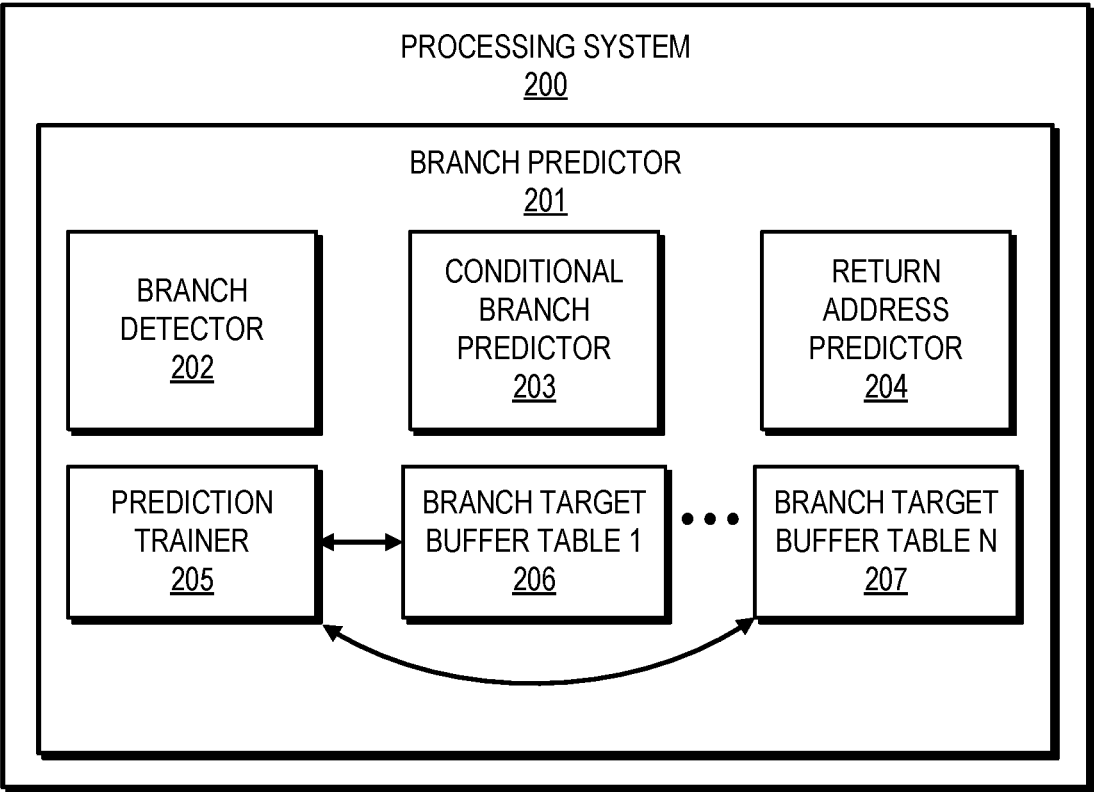 PROCESSING SYSTEM
200
BRANCH PREDICTOR
201
BRANCH
DETECTOR
202
CONDITIONAL
BRANCH
PREDICTOR
203
RETURN
ADDRESS
PREDICTOR
204
PREDICTION
TRAINER
205
BRANCH TARGET
BUFFER TABLE 1
206
BRANCH TARGET
BUFFER TABLE N
207